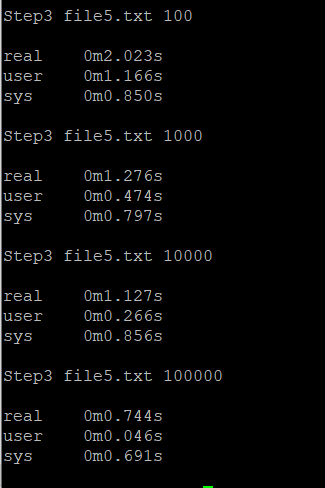 Step3 file5.txt 100
real 0m2.023s
user 0m1.166s
sys 0m0.850s
Step3 file5.txt 1000
real 0m1.276s
user 0m0.474s
sys 0m0.797s
Step3 file5.txt 10000
real 0m1.127s
user 0m0.266s
sys 0m0.856s
Step3 file5.txt 100000
real 0m0.744s
user 0m0.046s
sys 0m0.691s